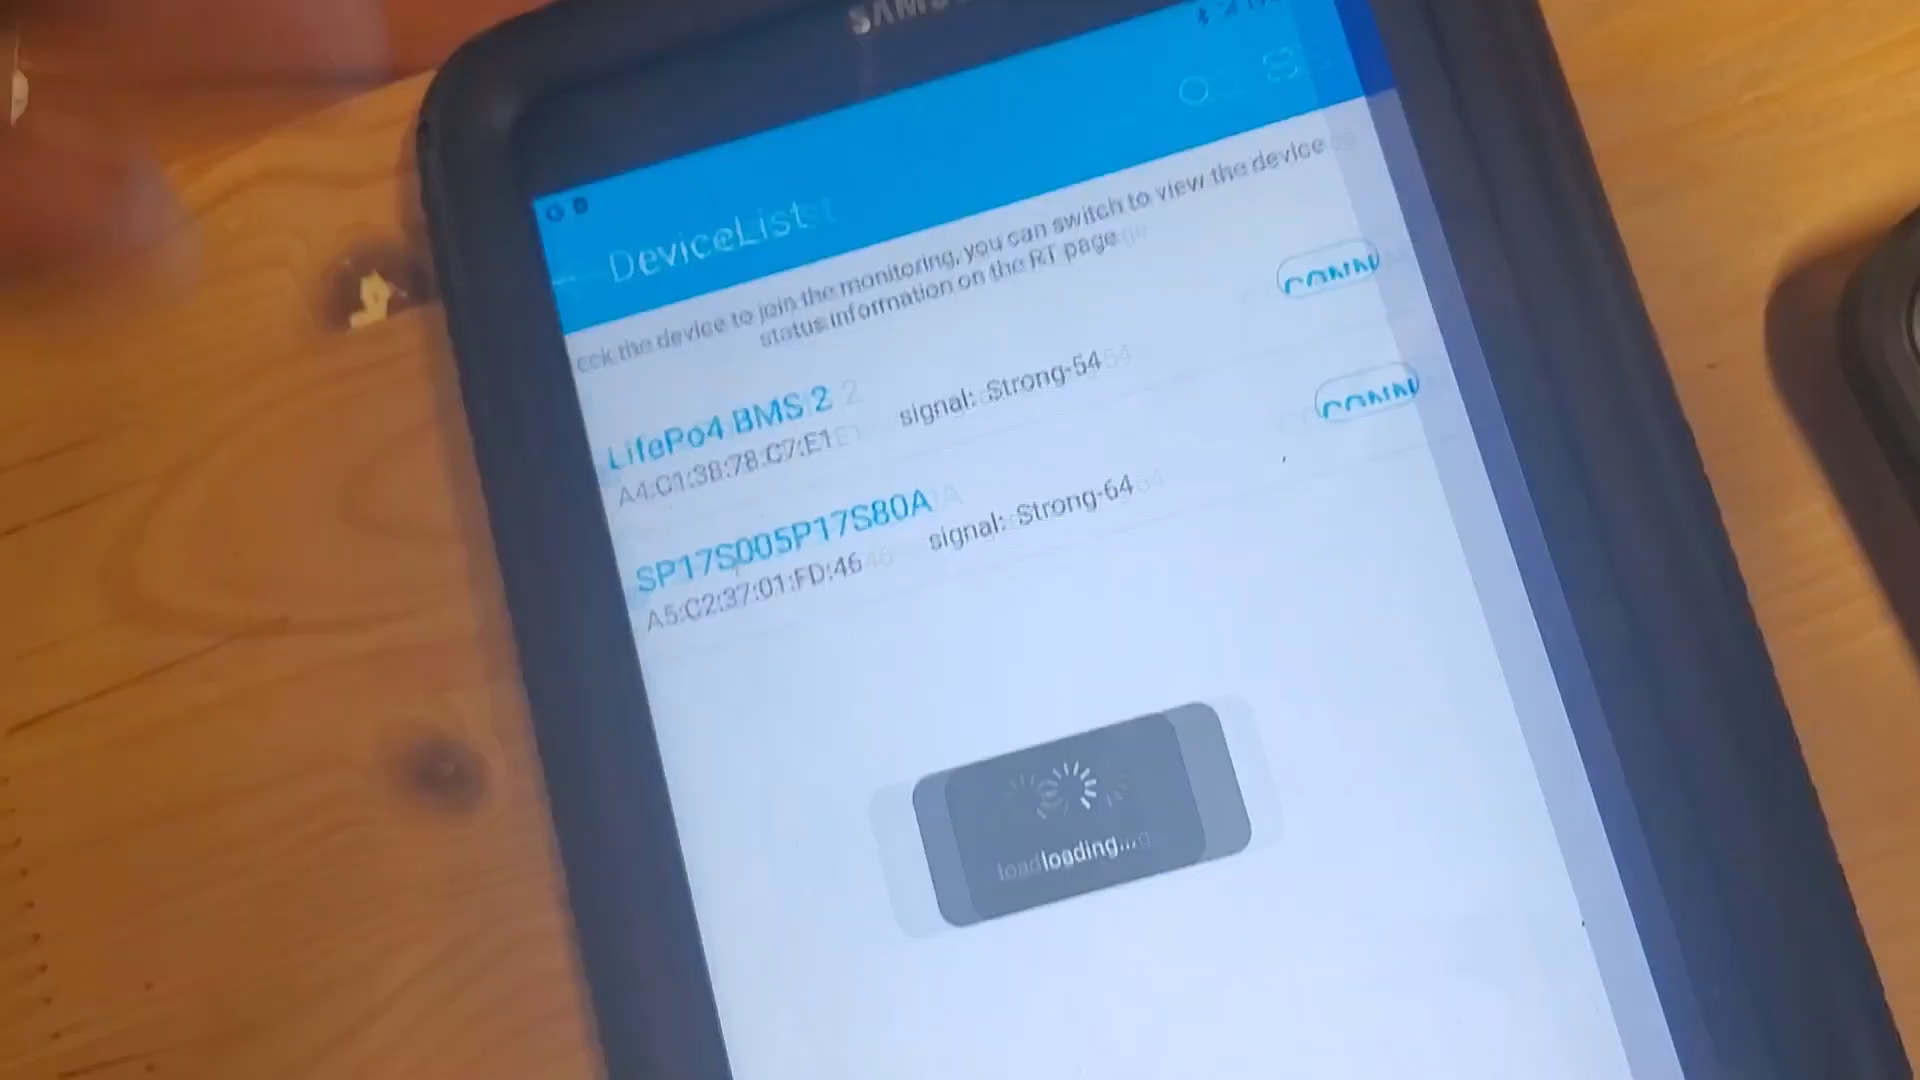 SAMS
DeviceList
eck the device to join the monitoring, you can switch to view the device
status information on the RT page
CONN
LifePo4 BMS 2
signal: Strong-54
A4:C1:38:78:C7:E1
CONN
SP17S005P17S80A
signal: Strong-64
A5:C2:37:01:FD:46
loading...